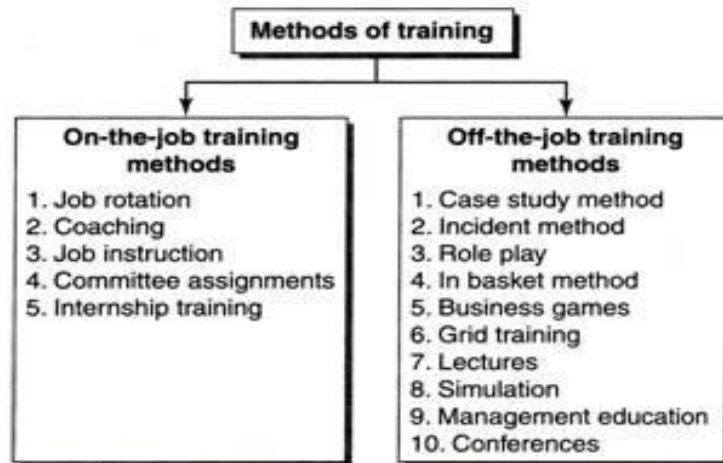 Methods of training
On-the-job training
methods
1. Job rotation
2. Coaching
3. Job instruction
4. Committee assignments
5. Internship training
Off-the-job training
methods
1. Case study method
2. Incident method
3. Role play
4. In basket method
5. Business games
6. Grid training
7. Lectures
8. Simulation
9. Management education
10. Conferences